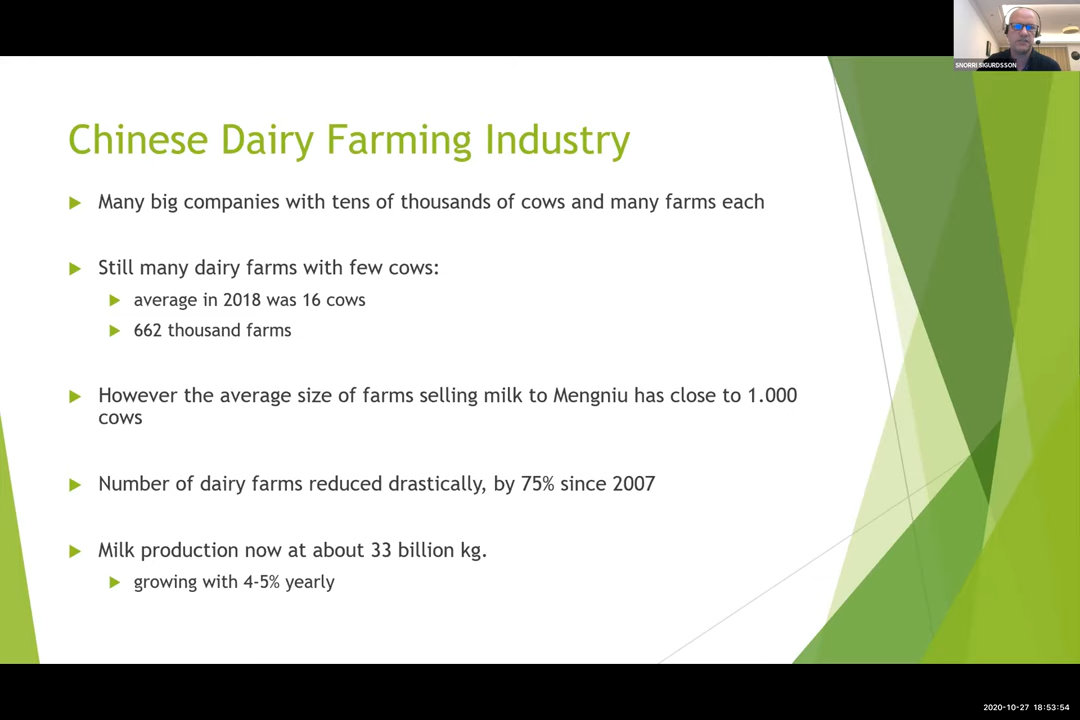 SNORRI SIGURDSSON
Chinese Dairy Farming Industry
Many big companies with tens of thousands of cows and many farms each
Still many dairy farms with few cows:
average in 2018 was 16 cows
662 thousand farms
However the average size of farms selling milk to Mengniu has close to 1.000
cows
Number of dairy farms reduced drastically, by 75% since 2007
Milk production now at about 33 billion kg.
growing with 4-5% yearly
2020-10-27 18:53:54